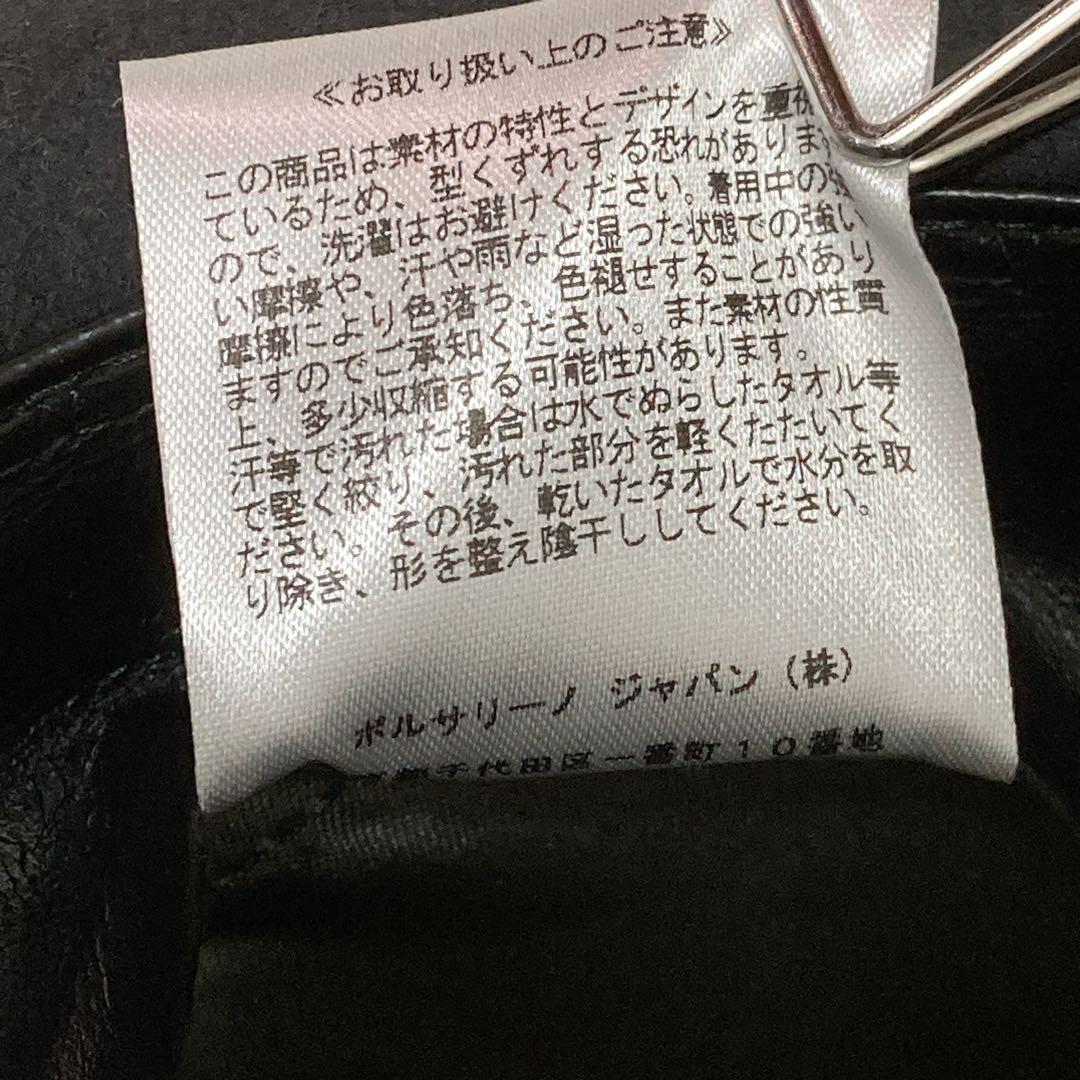 ≪お取り扱い上のご注意≫
この商品は素材の特性とデザインを重視
ているため、型くずれする恐れがあります
ので、洗濯はお避けください。着用中の強
い摩擦や、汗や雨など湿った状態での強い
摩擦により色落ち、色褪せすることがあり
ますのでご承知ください。また素材の性質
上、多少収縮する可能性があります。
汗等で汚れた場合は水でぬらしたタオル等
で堅く絞り、汚れた部分を軽くたたいてく
ださい。その後、乾いたタオルで水分を取
り除き、形を整え陰干ししてください。
ボルサリーノ ジャパン（株）
京都千代田区一番町１０番地